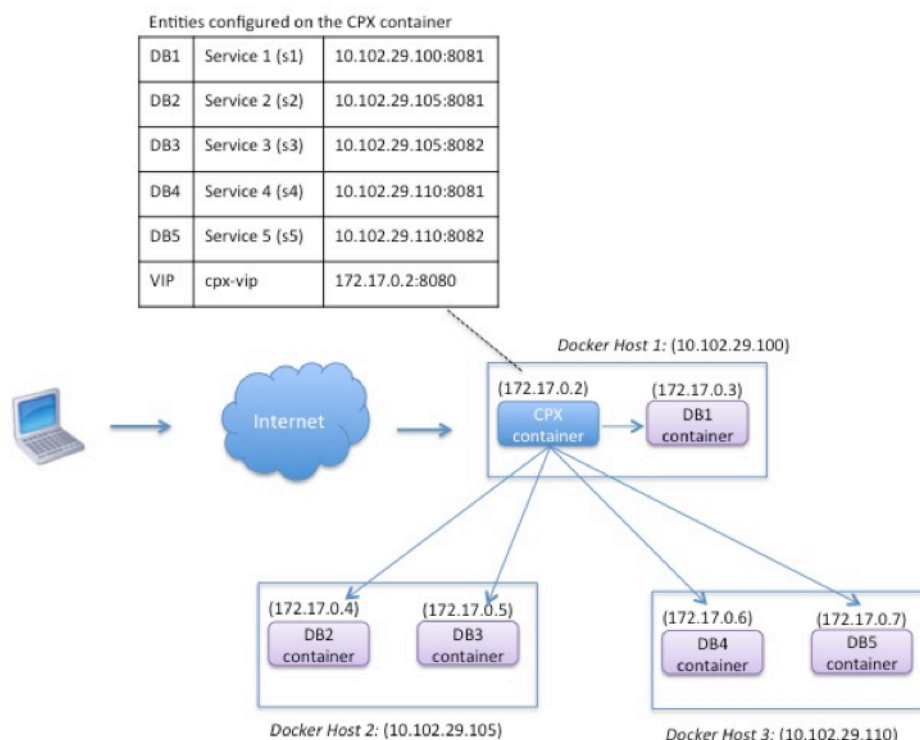 Entities configured on the CPX container
DB1 Service 1 (s1) 10.102.29.100:8081
DB2 Service 2 (s2) 10.102.29.105:8081
DB3 Service 3 (s3) 10.102.29.105:8082
DB4 Service 4 (s4) 10.102.29.110:8081
DB5 Service 5 (s5) 10.102.29.110:8082
VIP cpx-vip 172.17.0.2:8080
Docker Host 1: (10.102.29.100)
(172.17.0.2) (172.17.0.3)
CPX
container
DB1
container
Internet
(172.17.0.4) (172.17.0.5)
DB2
container
DB3
container
Docker Host 2: (10.102.29.105)
(172.17.0.6) (172.17.0.7)
DB4
container
DB5
container
Docker Host 3: (10.102.29.110)